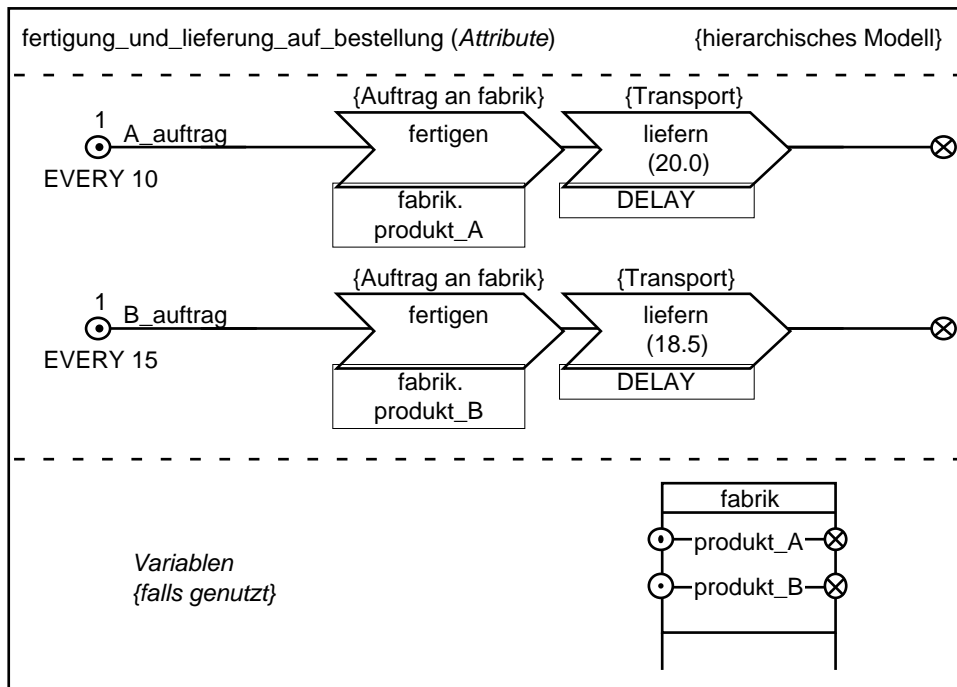 fertigung_und_lieferung_auf_bestellung (Attribute) {hierarchisches Modell}
{Auftrag an fabrik} {Transport}
1
A_auftrag
fertigen
liefern
(20.0)
EVERY 10
fabrik.
produkt_A
DELAY
{Auftrag an fabrik} {Transport}
1
B_auftrag
fertigen
liefern
(18.5)
EVERY 15
fabrik.
produkt_B
DELAY
fabrik
produkt_A
produkt_B
Variablen
{falls genutzt}